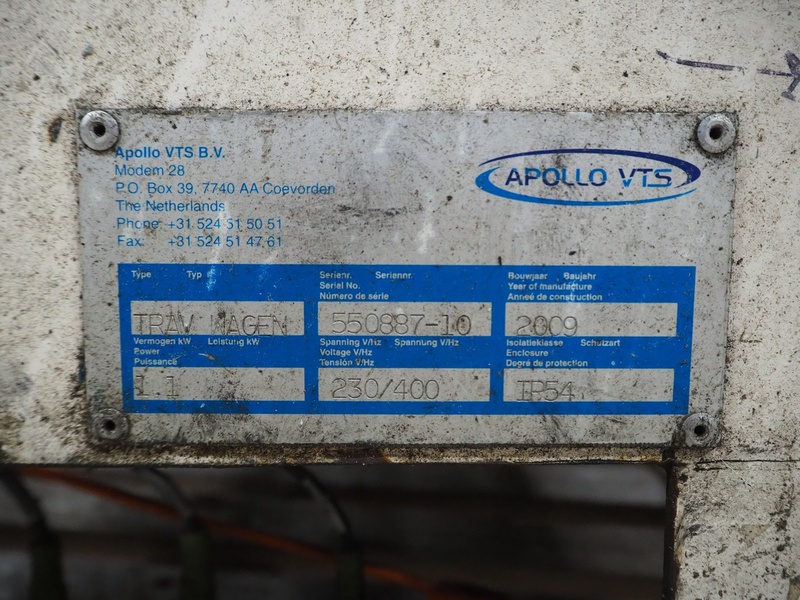 Apollo VTS B.V.
Modem 28
P.O. Box 39, 7740 AA Coevorden
The Netherlands
Phone: +31 524 51 50 51
Fax: +31 524 51 47 61
APOLLO VTS
Type Typ
Serienr. Seriennr.
Serial No.
Número de série
Bouwjaar Baujahr
Year of manufacture
Anneé de construction
TRAV WAGEN
550887-10
2009
Vermogen kW Leistung kW
Power
Puissance
Spanning V/Hz Spannung V/Hz
Voltage V/Hz
Tensión V/Hz
Isolatieklasse Schutzart
Enclosure
Degré de protection
1.1
230/400
IP54